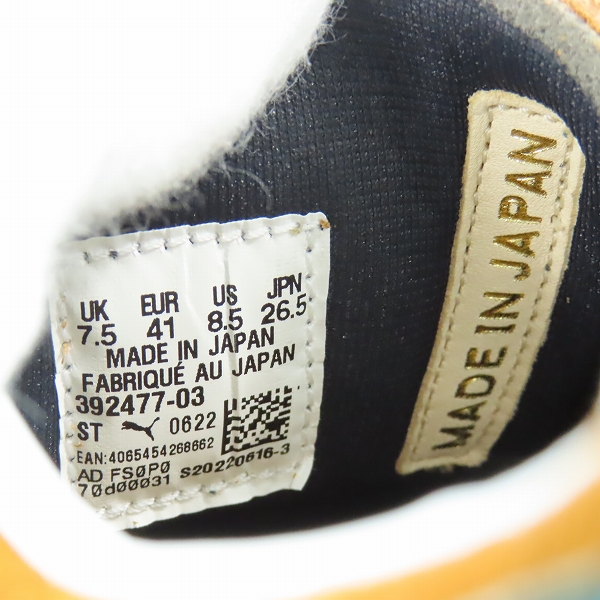 UK EUR US JPN
7.5 41 8.5 26.5
MADE IN JAPAN
FABRIQUÉ AU JAPAN
392477-03
ST 0622
EAN:4065454268662
AD FS0P0
70d00031 S20220616-3
MADE IN JAPAN